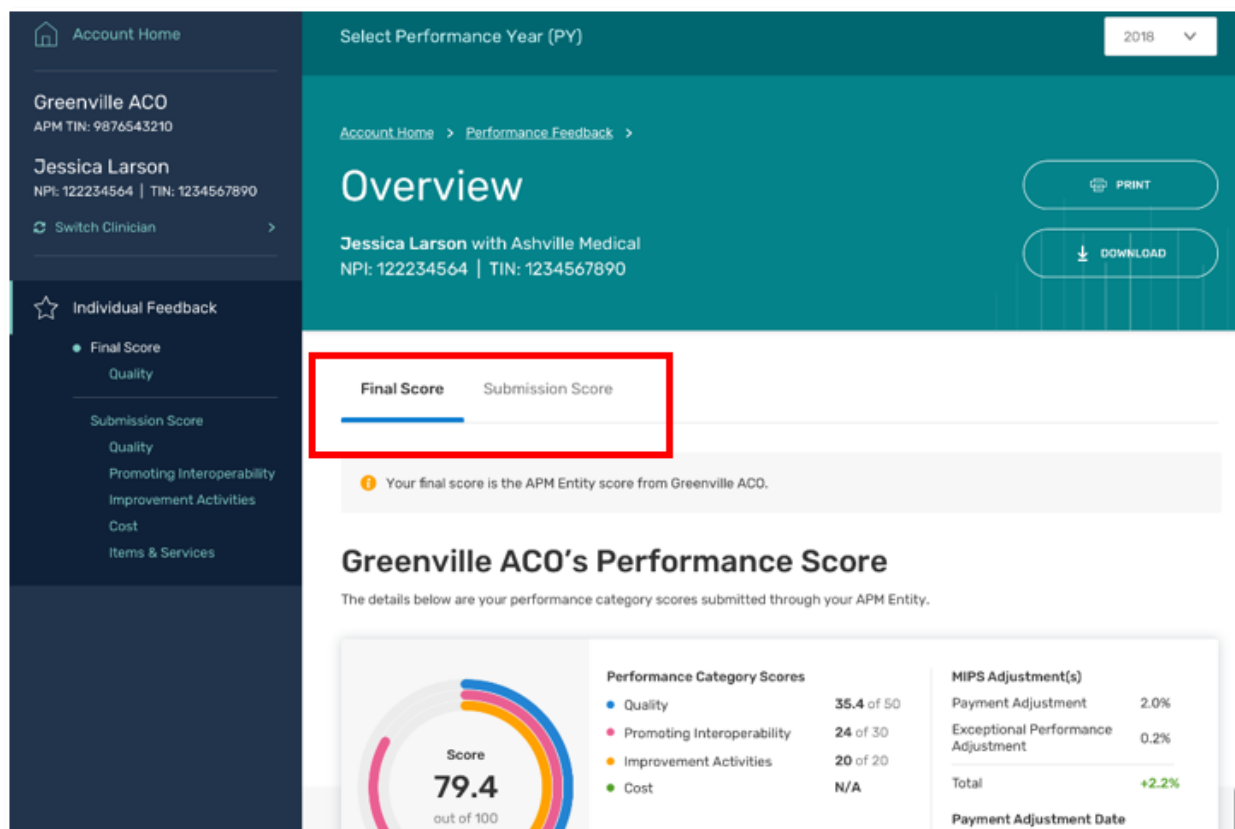 Account Home
Greenville ACO
APM TIN: 9876543210
Jessica Larson
NPI: 122234564 | TIN: 1234567890
Switch Clinician >
Individual Feedback
Final Score
Quality
Submission Score
Quality
Promoting Interoperability
Improvement Activities
Cost
Items & Services
Select Performance Year (PY)
2018
Account Home > Performance Feedback >
Overview
Jessica Larson with Ashville Medical
NPI: 122234564 | TIN: 1234567890
PRINT
DOWNLOAD
Final Score Submission Score
Your final score is the APM Entity score from Greenville ACO.
Greenville ACO's Performance Score
The details below are your performance category scores submitted through your APM Entity.
Score
79.4
out of 100
Performance Category Scores
Quality 35.4 of 50
Promoting Interoperability 24 of 30
Improvement Activities 20 of 20
Cost N/A
MIPS Adjustment(s)
Payment Adjustment 2.0%
Exceptional Performance
Adjustment 0.2%
Total +2.2%
Payment Adjustment Date